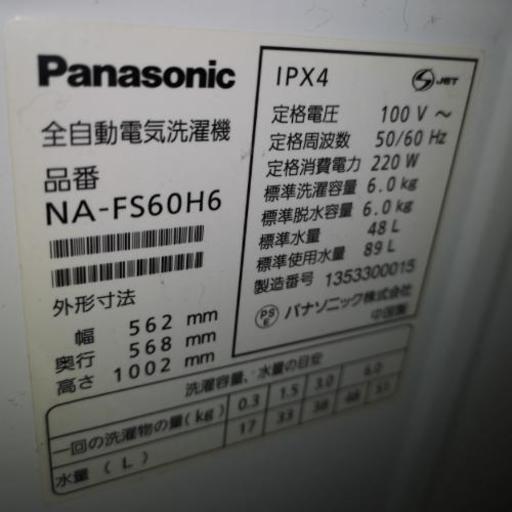 Panasonic
全自動電気洗濯機
品番
NA-FS60H6
外形寸法
幅 562 mm
奥行 568 mm
高さ 1002 mm
IPX4
S JET
定格電圧 100 V ~
定格周波数 50/60 Hz
定格消費電力 220 W
標準洗濯容量 6.0 kg
標準脱水容量 6.0 kg
標準水量 48 L
標準使用水量 89 L
製造番号 1353300015
PS E パナソニック株式会社
中国製
洗濯容量、水量の目安
一回の洗濯物の量(kg) 0.3 1.5 3.0 6.0
水量 (L) 17 33 38 48